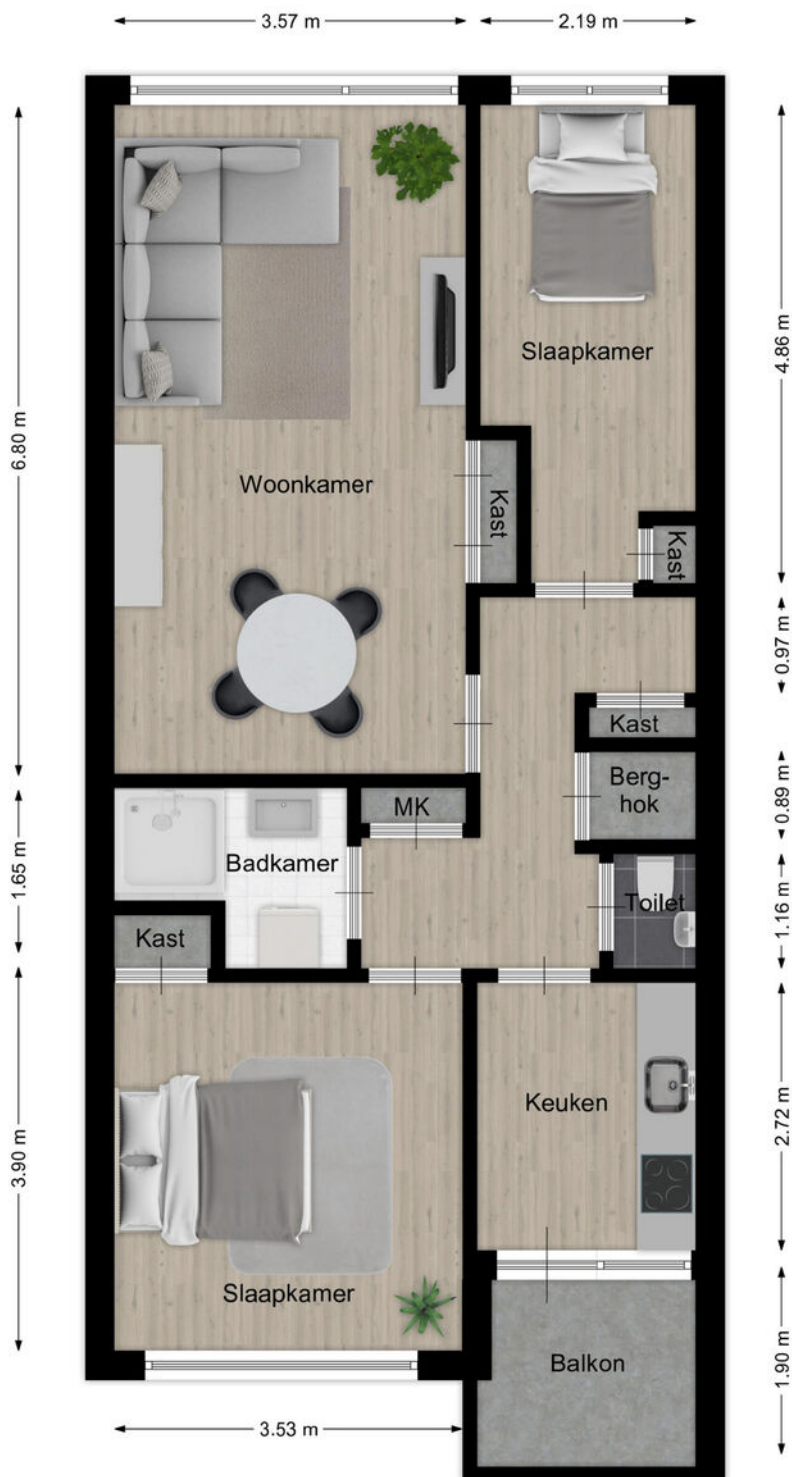 3.57 m
2.19 m
6.80 m
4.86 m
Slaapkamer
Woonkamer
Kast
Kast
0.97 m
Kast
Berg-
hok
0.89 m
MK
Badkamer
1.65 m
Toilet
1.16 m
Kast
Keuken
2.72 m
3.90 m
Slaapkamer
Balkon
1.90 m
3.53 m